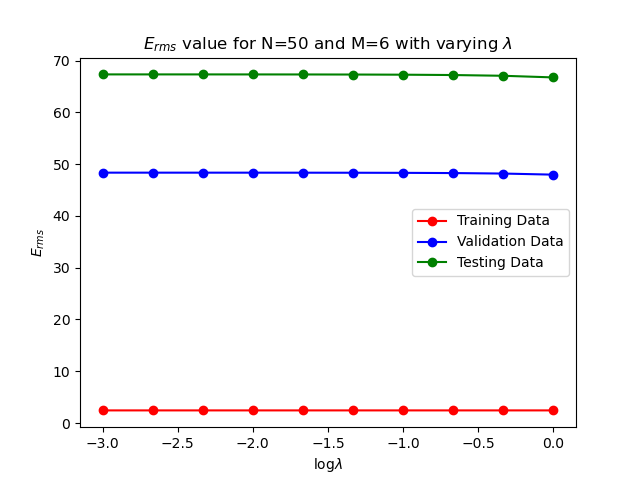 E_rms value for N=50 and M=6 with varying λ
70
60
50
40
30
20
10
0
E_rms
Training Data
Validation Data
Testing Data
−3.0 −2.5 −2.0 −1.5 −1.0 −0.5 0.0
logλ